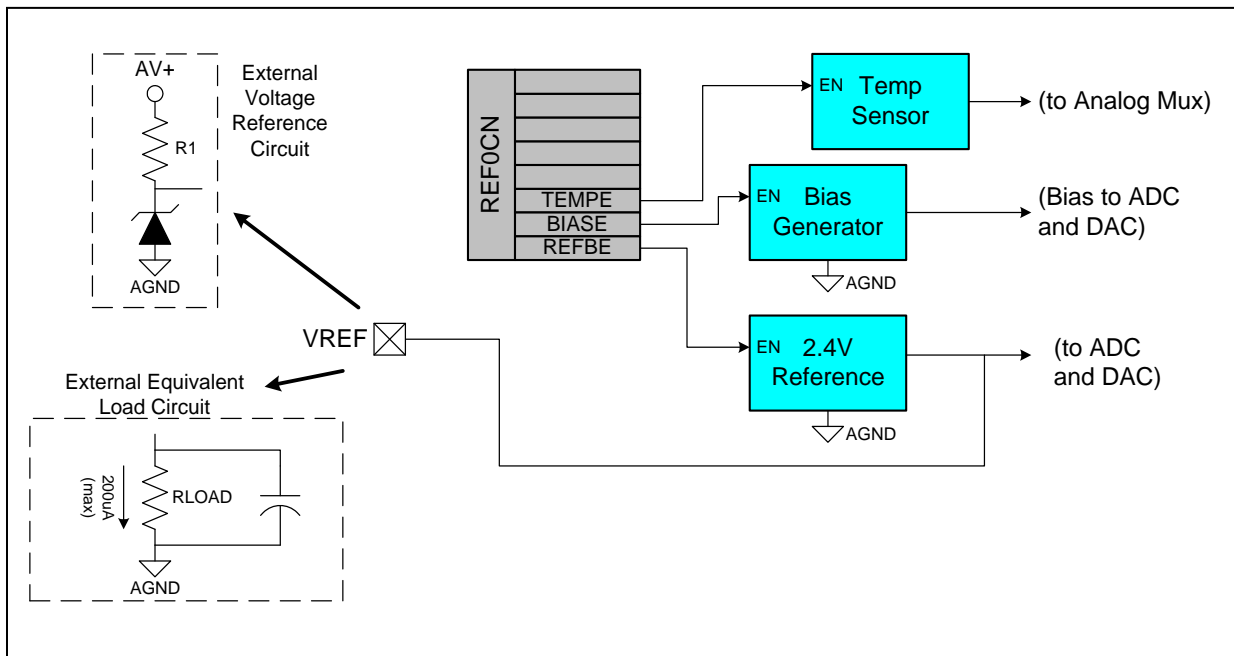 AV+
External
Voltage
Reference
Circuit
R1
AGND
REF0CN
TEMPE
BIASE
REFBE
EN
Temp
Sensor
(to Analog Mux)
EN
Bias
Generator
(Bias to ADC
and DAC)
AGND
VREF
EN
2.4V
Reference
(to ADC
and DAC)
AGND
External Equivalent
Load Circuit
200uA
(max)
RLOAD
AGND